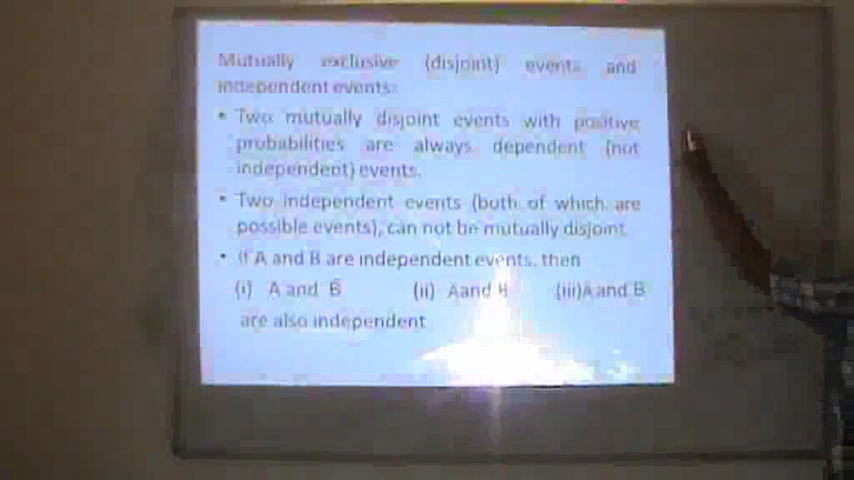 Mutually exclusive (disjoint) events and
independent events:
• Two mutually disjoint events with positive
probabilities are always dependent (not
independent) events.
• Two independent events (both of which are
possible events), can not be mutually disjoint.
• If A and B are independent events, then
(i) A and B̄ (ii) Ā and B (iii) Ā and B̄
are also independent